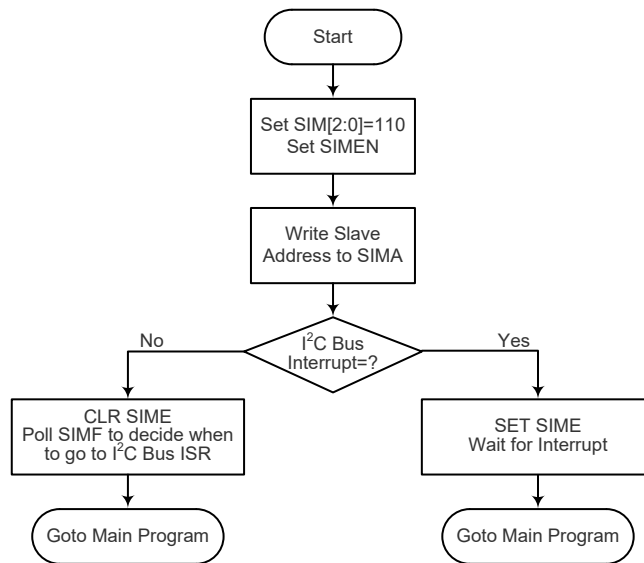 Start
Set SIM[2:0]=110
Set SIMEN
Write Slave
Address to SIMA
I²C Bus
Interrupt=?
No
Yes
CLR SIME
Poll SIMF to decide when
to go to I²C Bus ISR
SET SIME
Wait for Interrupt
Goto Main Program
Goto Main Program